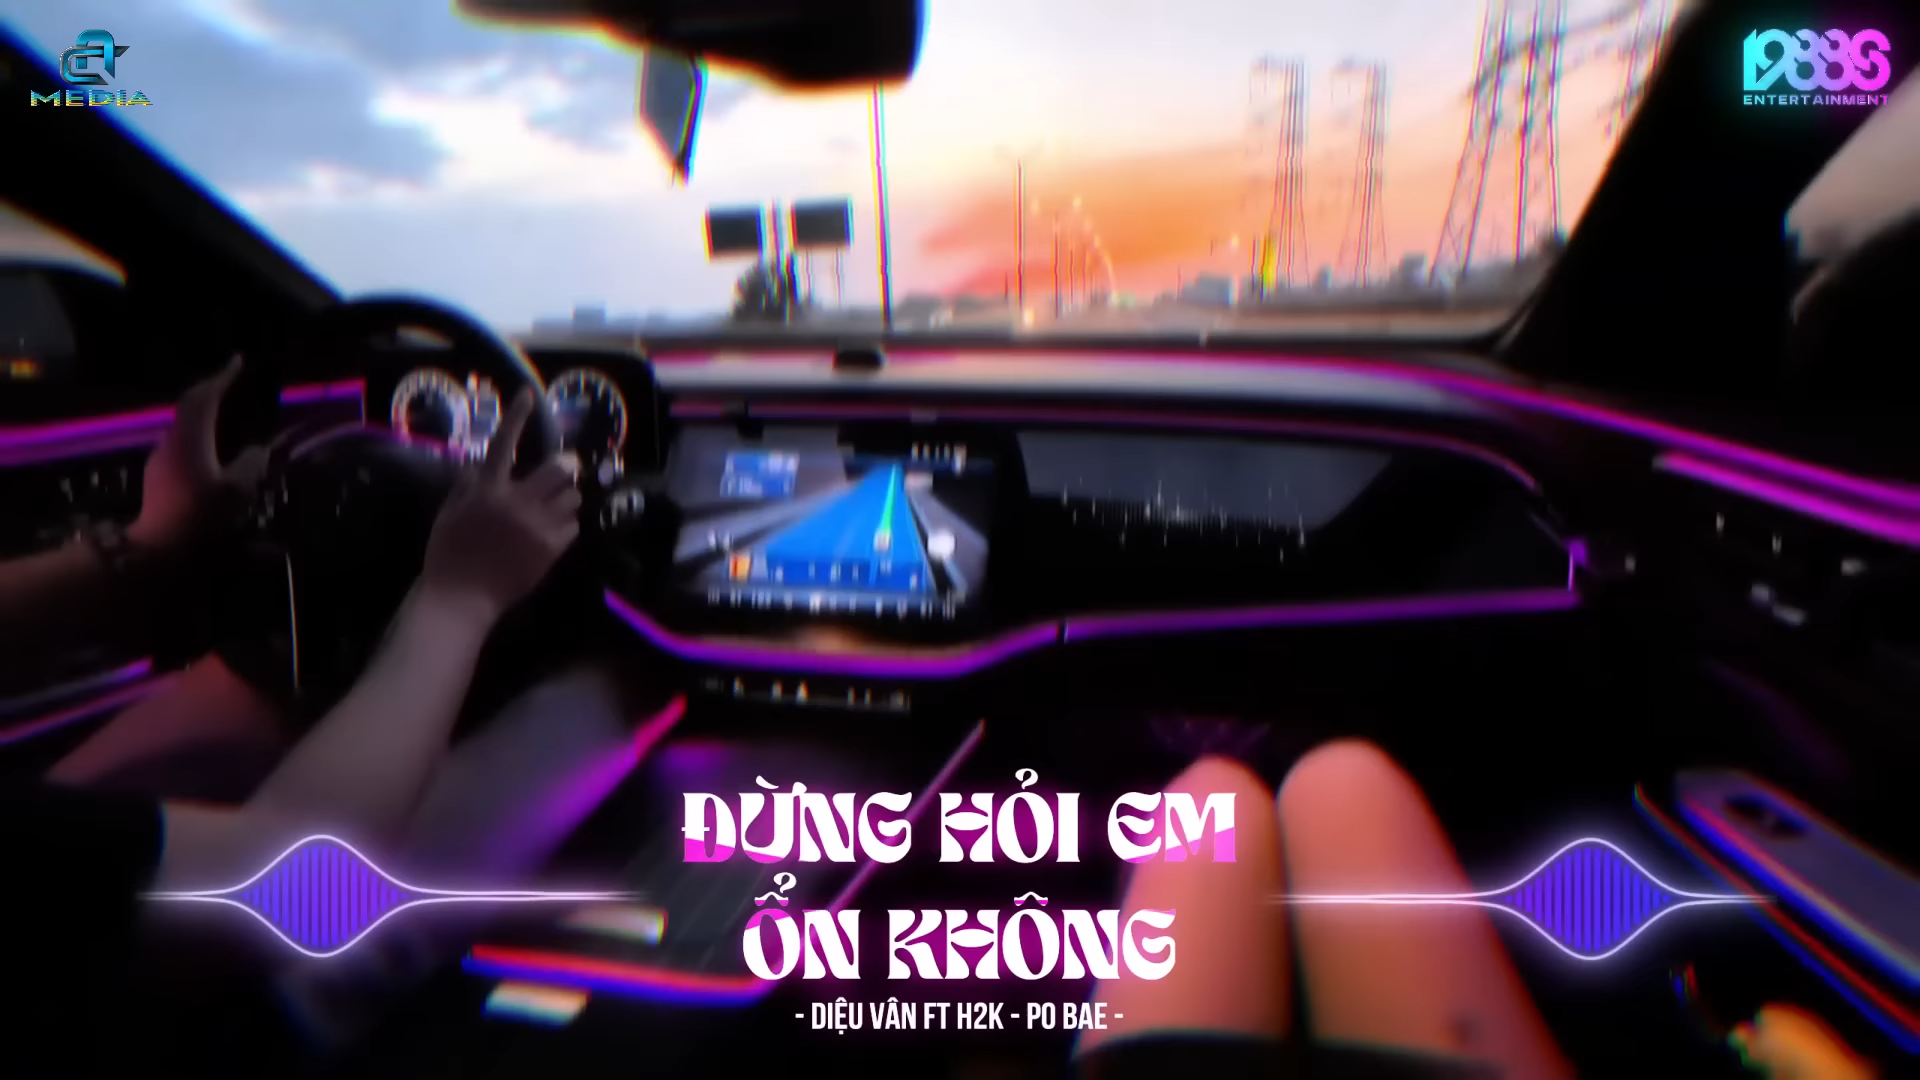 MEDIA
1988S
ENTERTAINMENT
ĐỪNG HỎI EM
ỔN KHÔNG
- DIỆU VÂN FT H2K - PO BAE -